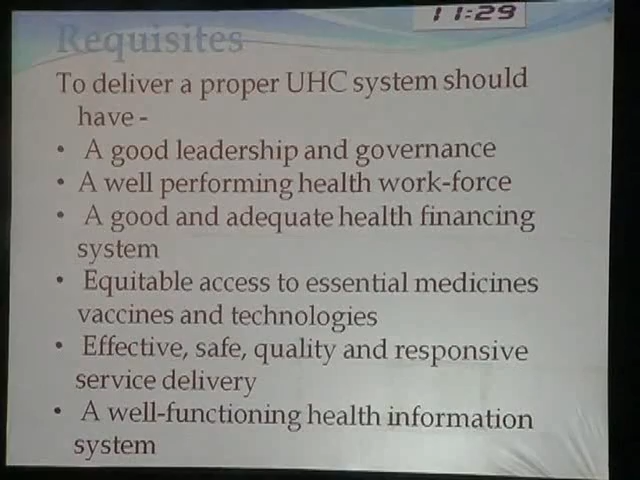 11:29
Requisites
To deliver a proper UHC system should
have -
• A good leadership and governance
• A well performing health work-force
• A good and adequate health financing
system
• Equitable access to essential medicines
vaccines and technologies
• Effective, safe, quality and responsive
service delivery
• A well-functioning health information
system